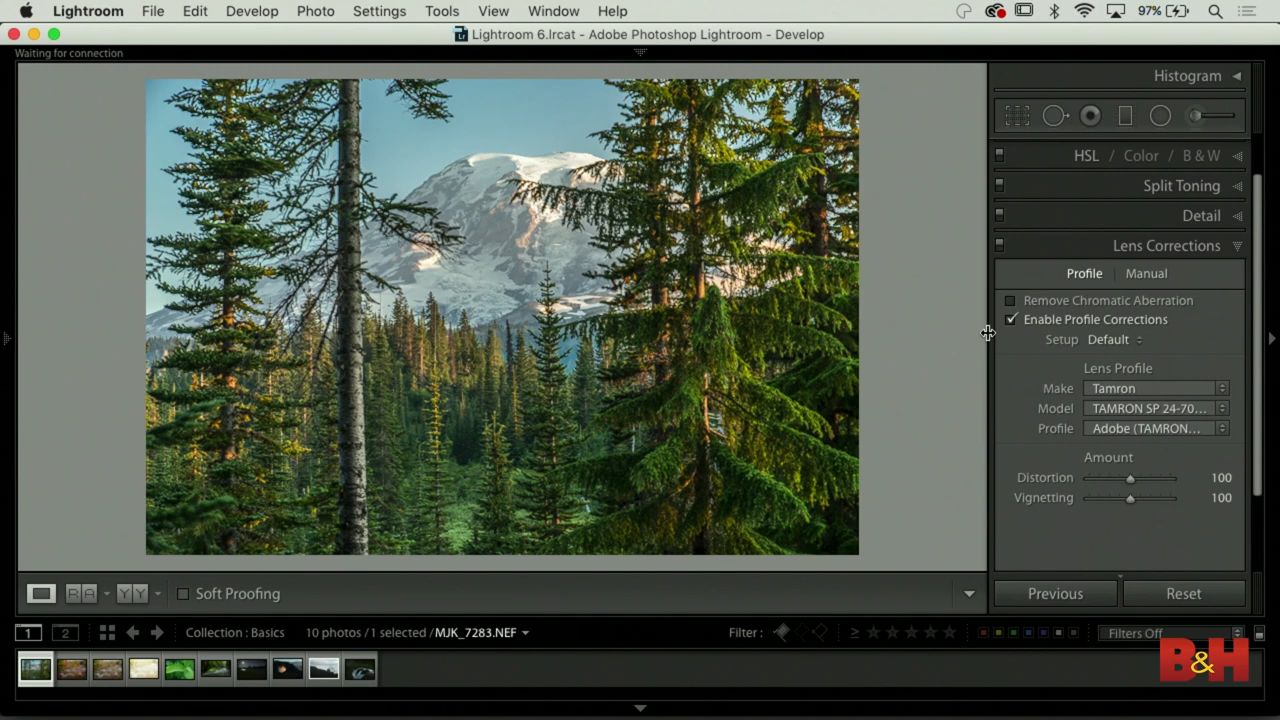 Lightroom File Edit Develop Photo Settings Tools View Window Help 97%
Lr Lightroom 6.lrcat - Adobe Photoshop Lightroom - Develop
Waiting for connection
Histogram
HSL / Color / B & W
Split Toning
Detail
Lens Corrections
Profile | Manual
Remove Chromatic Aberration
Enable Profile Corrections
Setup Default
Lens Profile
Make Tamron
Model TAMRON SP 24-70...
Profile Adobe (TAMRON...
Amount
Distortion 100
Vignetting 100
R A Y Y Soft Proofing Previous Reset
1 2 Collection : Basics 10 photos / 1 selected / MJK_7283.NEF Filter : ≥ Filters Off
B&H